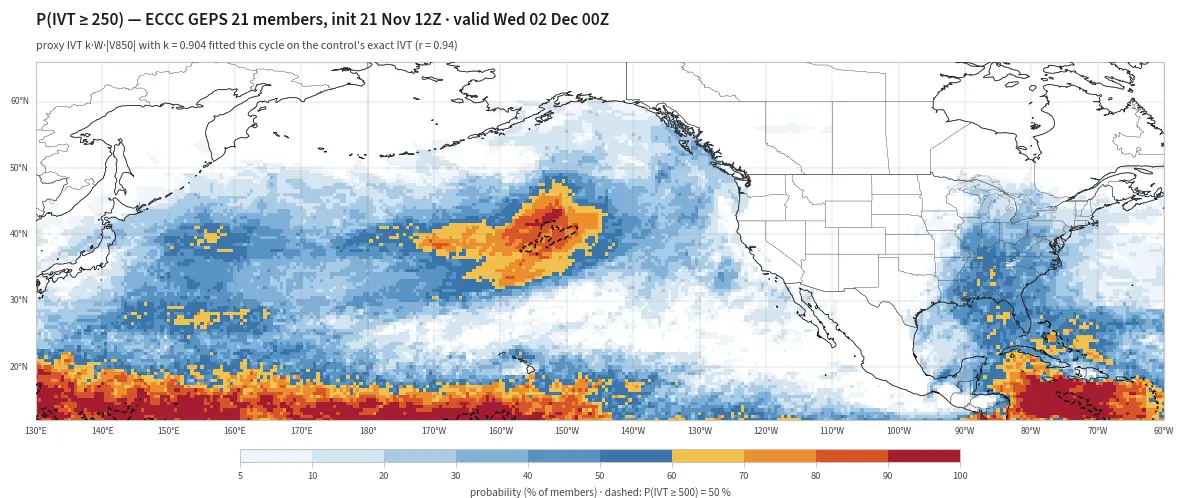 P(IVT ≥ 250) — ECCC GEPS 21 members, init 21 Nov 12Z · valid Wed 02 Dec 00Z
proxy IVT k·W·|V850| with k = 0.904 fitted this cycle on the control's exact IVT (r = 0.94)
60°N
50°N
40°N
30°N
20°N
130°E 140°E 150°E 160°E 170°E 180° 170°W 160°W 150°W 140°W 130°W 120°W 110°W 100°W 90°W 80°W 70°W 60°W
5 10 20 30 40 50 60 70 80 90 100
probability (% of members) · dashed: P(IVT ≥ 500) = 50 %